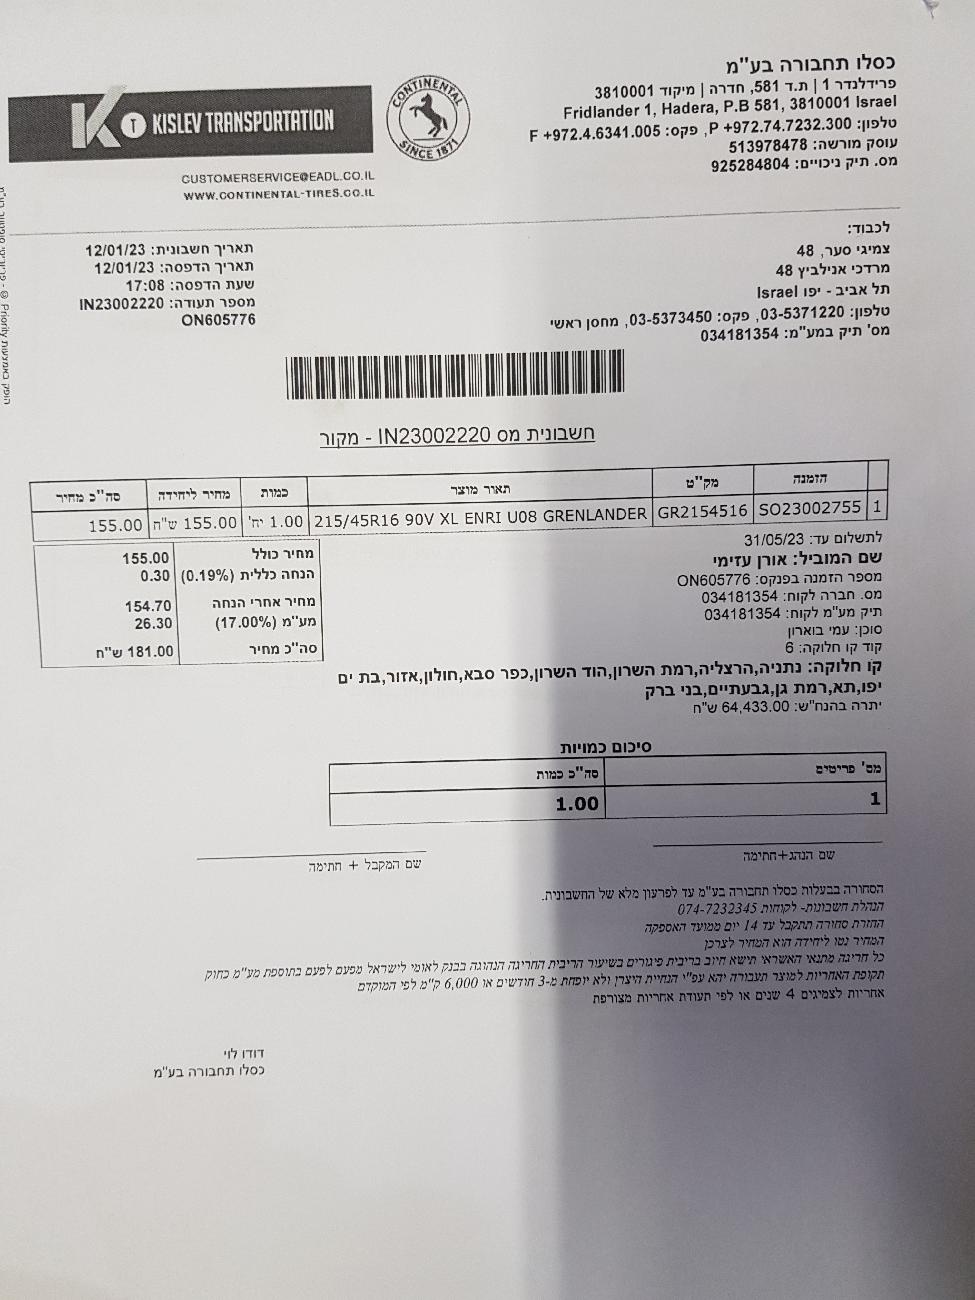 כסלו תחבורה בע"מ
פרידלנדר 1 | ת.ד 581, חדרה | מיקוד 3810001
Fridlander 1, Hadera, P.B 581, 3810001 Israel
טלפון: P +972.74.7232.300, פקס: F +972.4.6341.005
עוסק מורשה: 513978478
מס. תיק ניכויים: 925284804
K T KISLEV TRANSPORTATION
CONTINENTAL
SINCE 1871
CUSTOMERSERVICE@EADL.CO.IL
WWW.CONTINENTAL-TIRES.CO.IL
לכבוד:
צמיגי סער, 48
מרדכי אנילביץ 48
תל אביב - יפו Israel
טלפון: 03-5371220, פקס: 03-5373450, מחסן ראשי
מס' תיק במע"מ: 034181354
תאריך חשבונית: 12/01/23
תאריך הדפסה: 12/01/23
שעת הדפסה: 17:08
מספר תעודה: IN23002220
ON605776
חשבונית מס IN23002220 - מקור
הזמנה מק"ט תאור מוצר כמות מחיר ליחידה סה"כ מחיר
1 SO23002755 GR2154516 215/45R16 90V XL ENRI U08 GRENLANDER 1.00 יח' 155.00 ש"ח 155.00
מחיר כולל 155.00
הנחה כללית (0.19%) 0.30
מחיר אחרי הנחה 154.70
מע"מ (17.00%) 26.30
סה"כ מחיר 181.00 ש"ח
לתשלום עד: 31/05/23
שם המוביל: אורן עזימי
מספר הזמנה בפנקס: ON605776
מס. חברה לקוח: 034181354
תיק מע"מ לקוח: 034181354
סוכן: עמי בוארון
קוד קו חלוקה: 6
קו חלוקה: נתניה,הרצליה,רמת השרון,הוד השרון,כפר סבא,חולון,אזור,בת ים
יפו,תא,רמת גן,גבעתיים,בני ברק
יתרה בהנח"ש: 64,433.00 ש"ח
סיכום כמויות
מס' פריטים סה"כ כמות
1 1.00
שם הנהג+חתימה
שם המקבל + חתימה
הסחורה בבעלות כסלו תחבורה בע"מ עד לפרעון מלא של החשבונית.
הנהלת חשבונות- לקוחות 074-7232345
החזרת סחורה תתקבל עד 14 יום ממועד האספקה
המחיר נטו ליחידה הוא המחיר לצרכן
כל חריגה מתנאי האשראי תישא חיוב בריבית פיגורים בשיעור הריבית החריגה הנהוגה בבנק לאומי לישראל מפעם לפעם בתוספת מע"מ כחוק
תקופת האחריות למוצר תעבורה יהא עפ"י הנחיית היצרן ולא יופחת מ-3 חודשים או 6,000 ק"מ לפי המוקדם
אחריות לצמיגים 4 שנים או לפי תעודת אחריות מצורפת
דודו לוי
כסלו תחבורה בע"מ
הופק באמצעות Priority ©